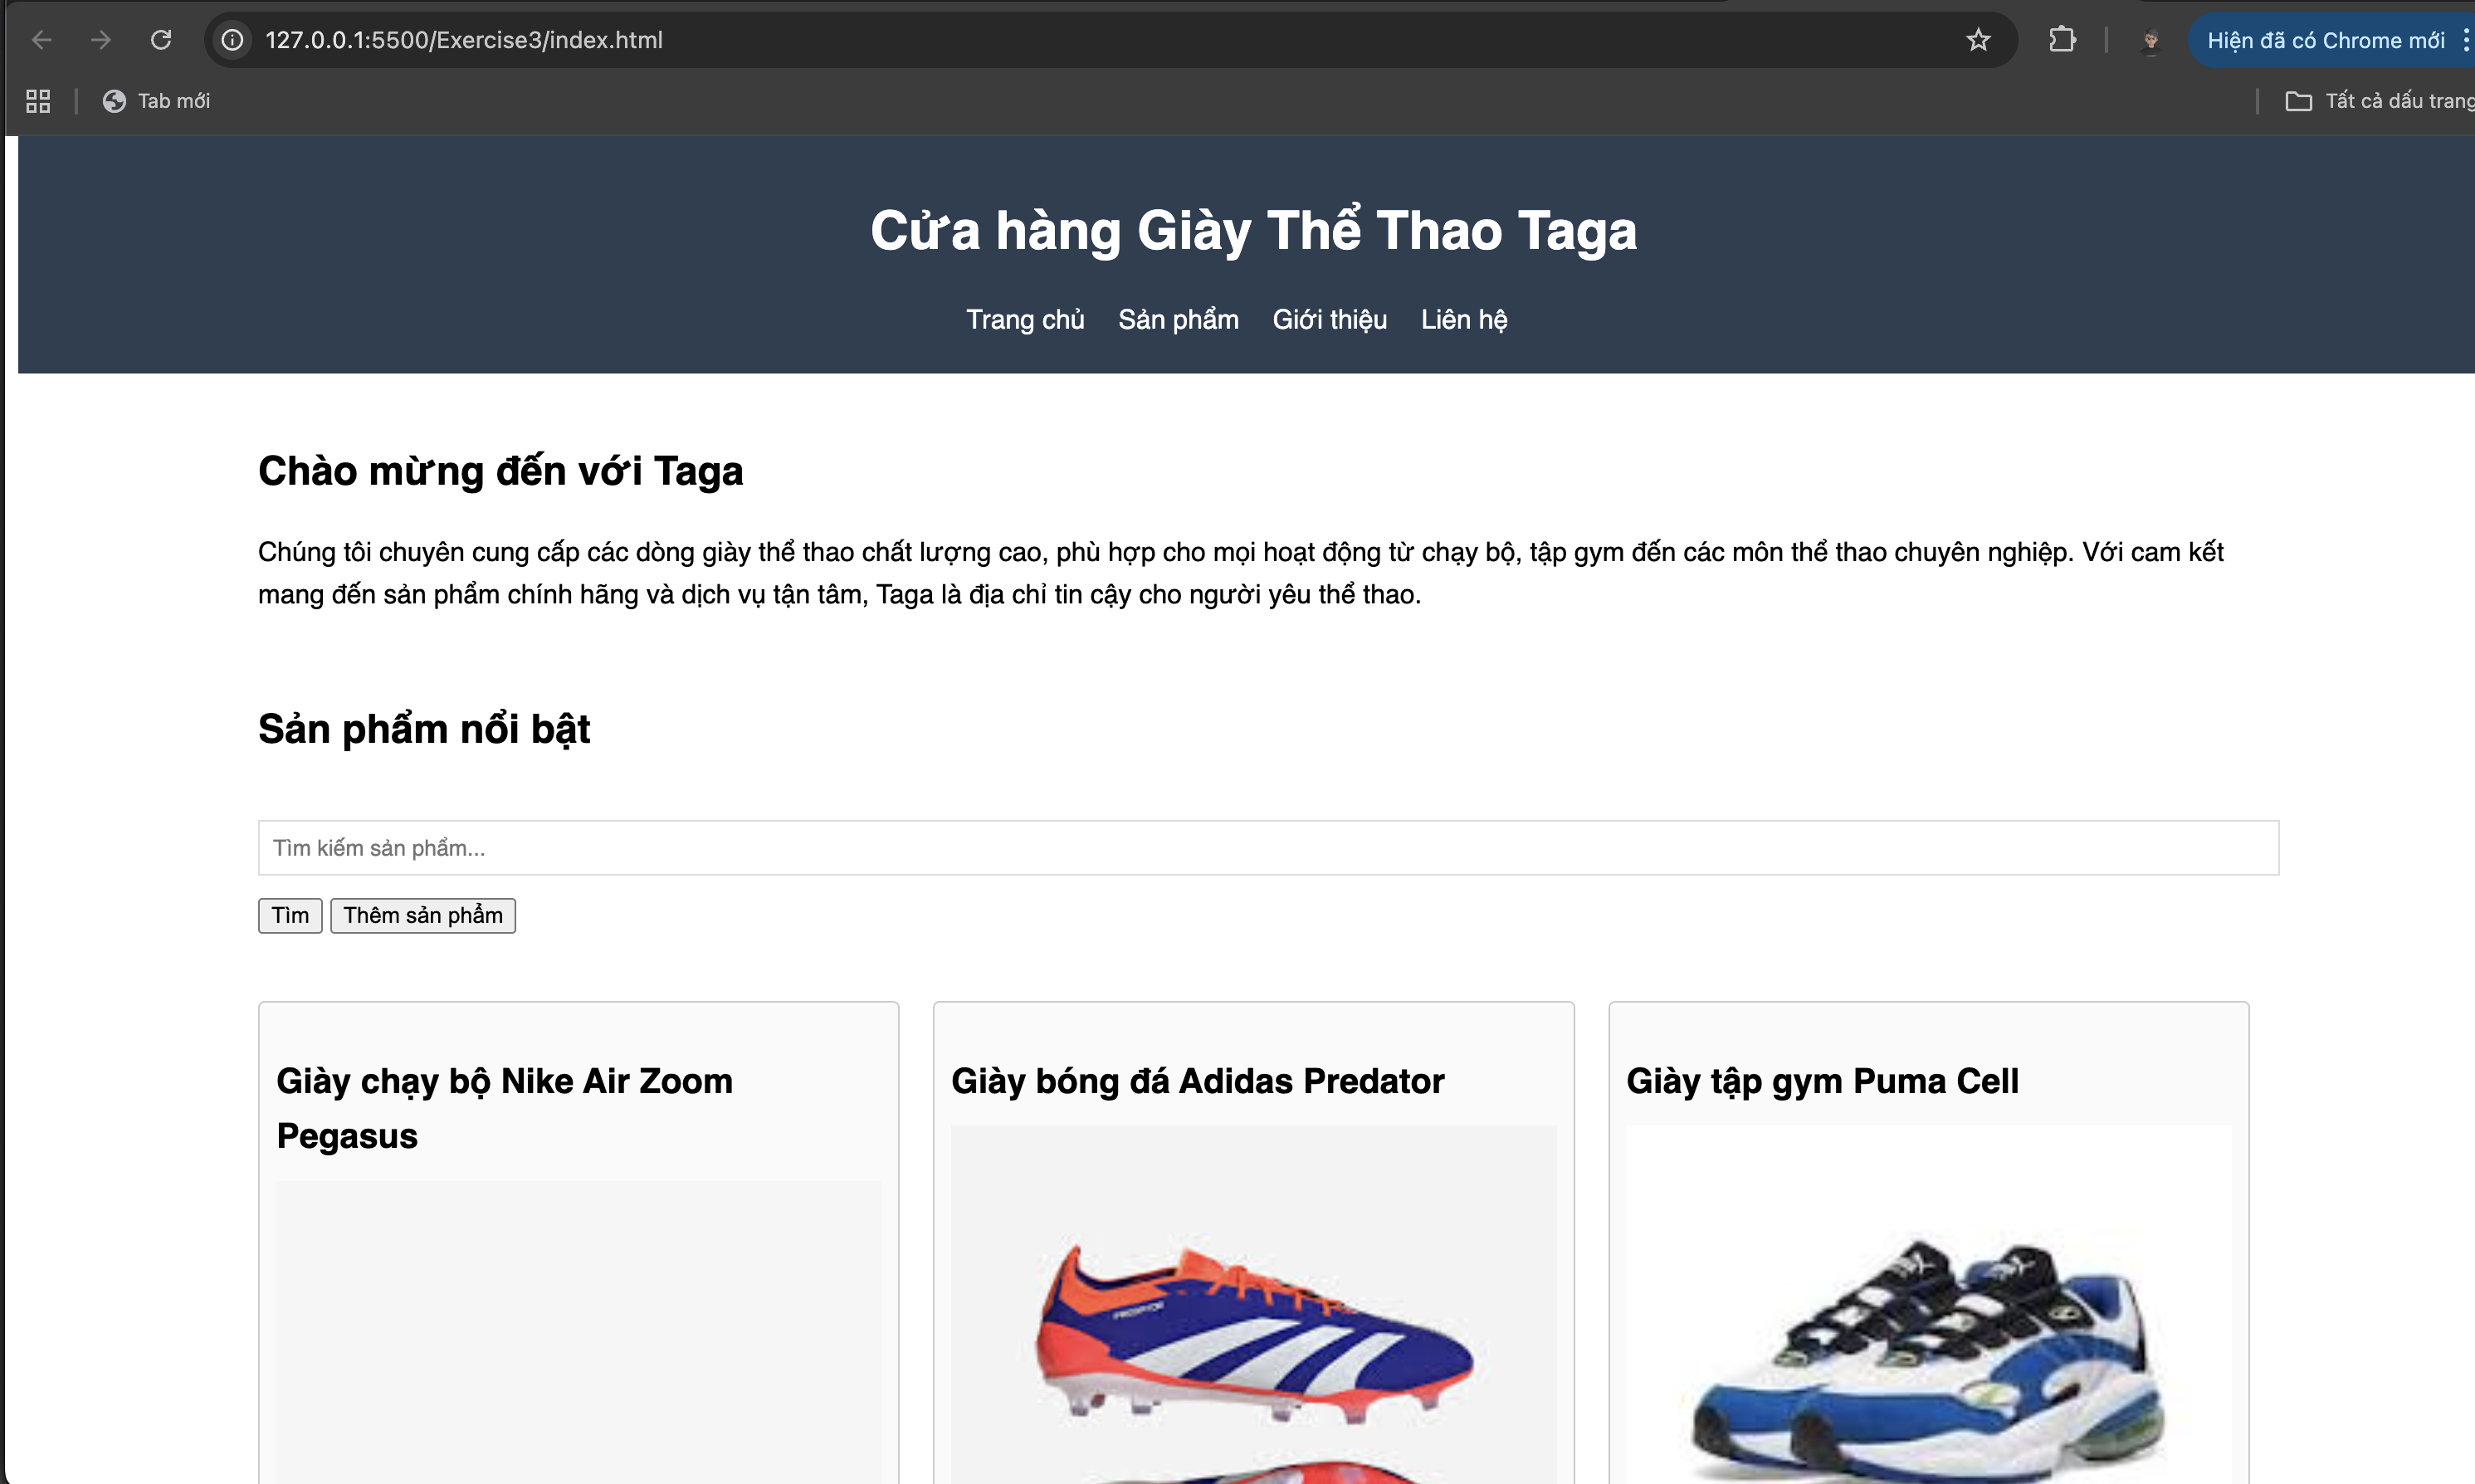 127.0.0.1:5500/Exercise3/index.html
Hiện đã có Chrome mới
Tab mới
Tất cả dấu trang
Cửa hàng Giày Thể Thao Taga
Trang chủ Sản phẩm Giới thiệu Liên hệ
Chào mừng đến với Taga
Chúng tôi chuyên cung cấp các dòng giày thể thao chất lượng cao, phù hợp cho mọi hoạt động từ chạy bộ, tập gym đến các môn thể thao chuyên nghiệp. Với cam kết
mang đến sản phẩm chính hãng và dịch vụ tận tâm, Taga là địa chỉ tin cậy cho người yêu thể thao.
Sản phẩm nổi bật
Tìm kiếm sản phẩm...
Tìm Thêm sản phẩm
Giày chạy bộ Nike Air Zoom
Pegasus
Giày bóng đá Adidas Predator
Giày tập gym Puma Cell
PREDATOR